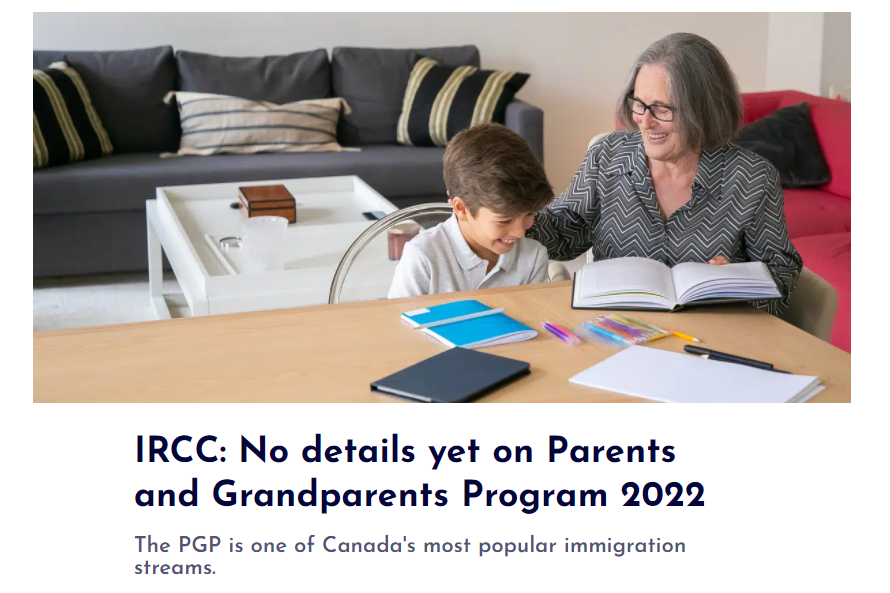 IRCC: No details yet on Parents
and Grandparents Program 2022
The PGP is one of Canada's most popular immigration
streams.